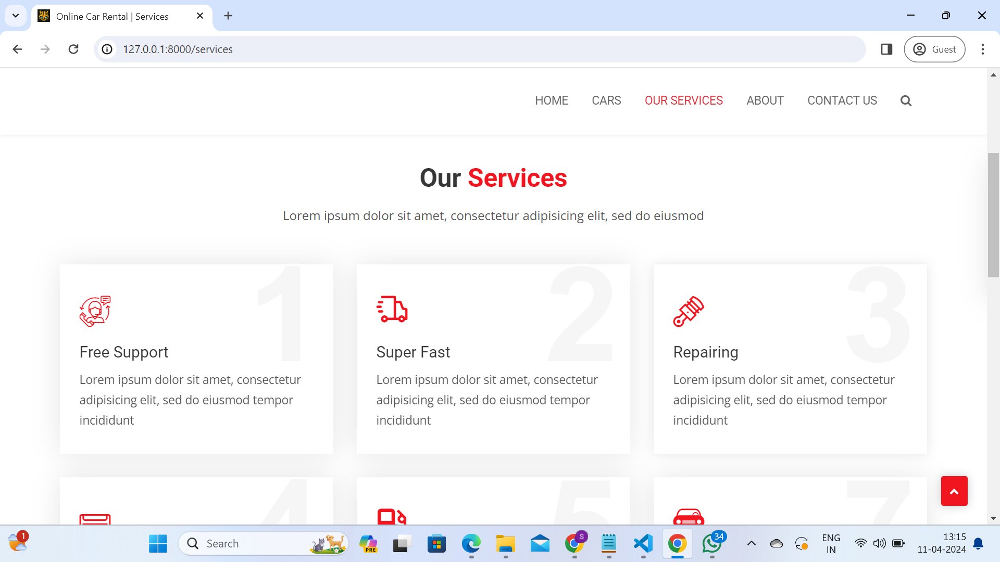 Online Car Rental | Services
127.0.0.1:8000/services
Guest
HOME CARS OUR SERVICES ABOUT CONTACT US
Our Services
Lorem ipsum dolor sit amet, consectetur adipisicing elit, sed do eiusmod
1
Free Support
Lorem ipsum dolor sit amet, consectetur
adipisicing elit, sed do eiusmod tempor
incididunt
2
Super Fast
Lorem ipsum dolor sit amet, consectetur
adipisicing elit, sed do eiusmod tempor
incididunt
3
Repairing
Lorem ipsum dolor sit amet, consectetur
adipisicing elit, sed do eiusmod tempor
incididunt
4
5
7
1
Search
PRE
S
34
ENG
IN
13:15
11-04-2024